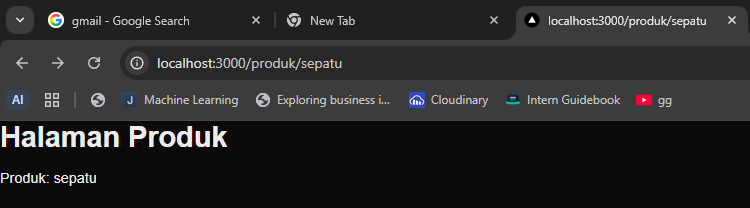 gmail - Google Search
New Tab
localhost:3000/produk/sepatu
localhost:3000/produk/sepatu
AI
J Machine Learning
Exploring business i...
Cloudinary
Intern Guidebook
gg
Halaman Produk
Produk: sepatu